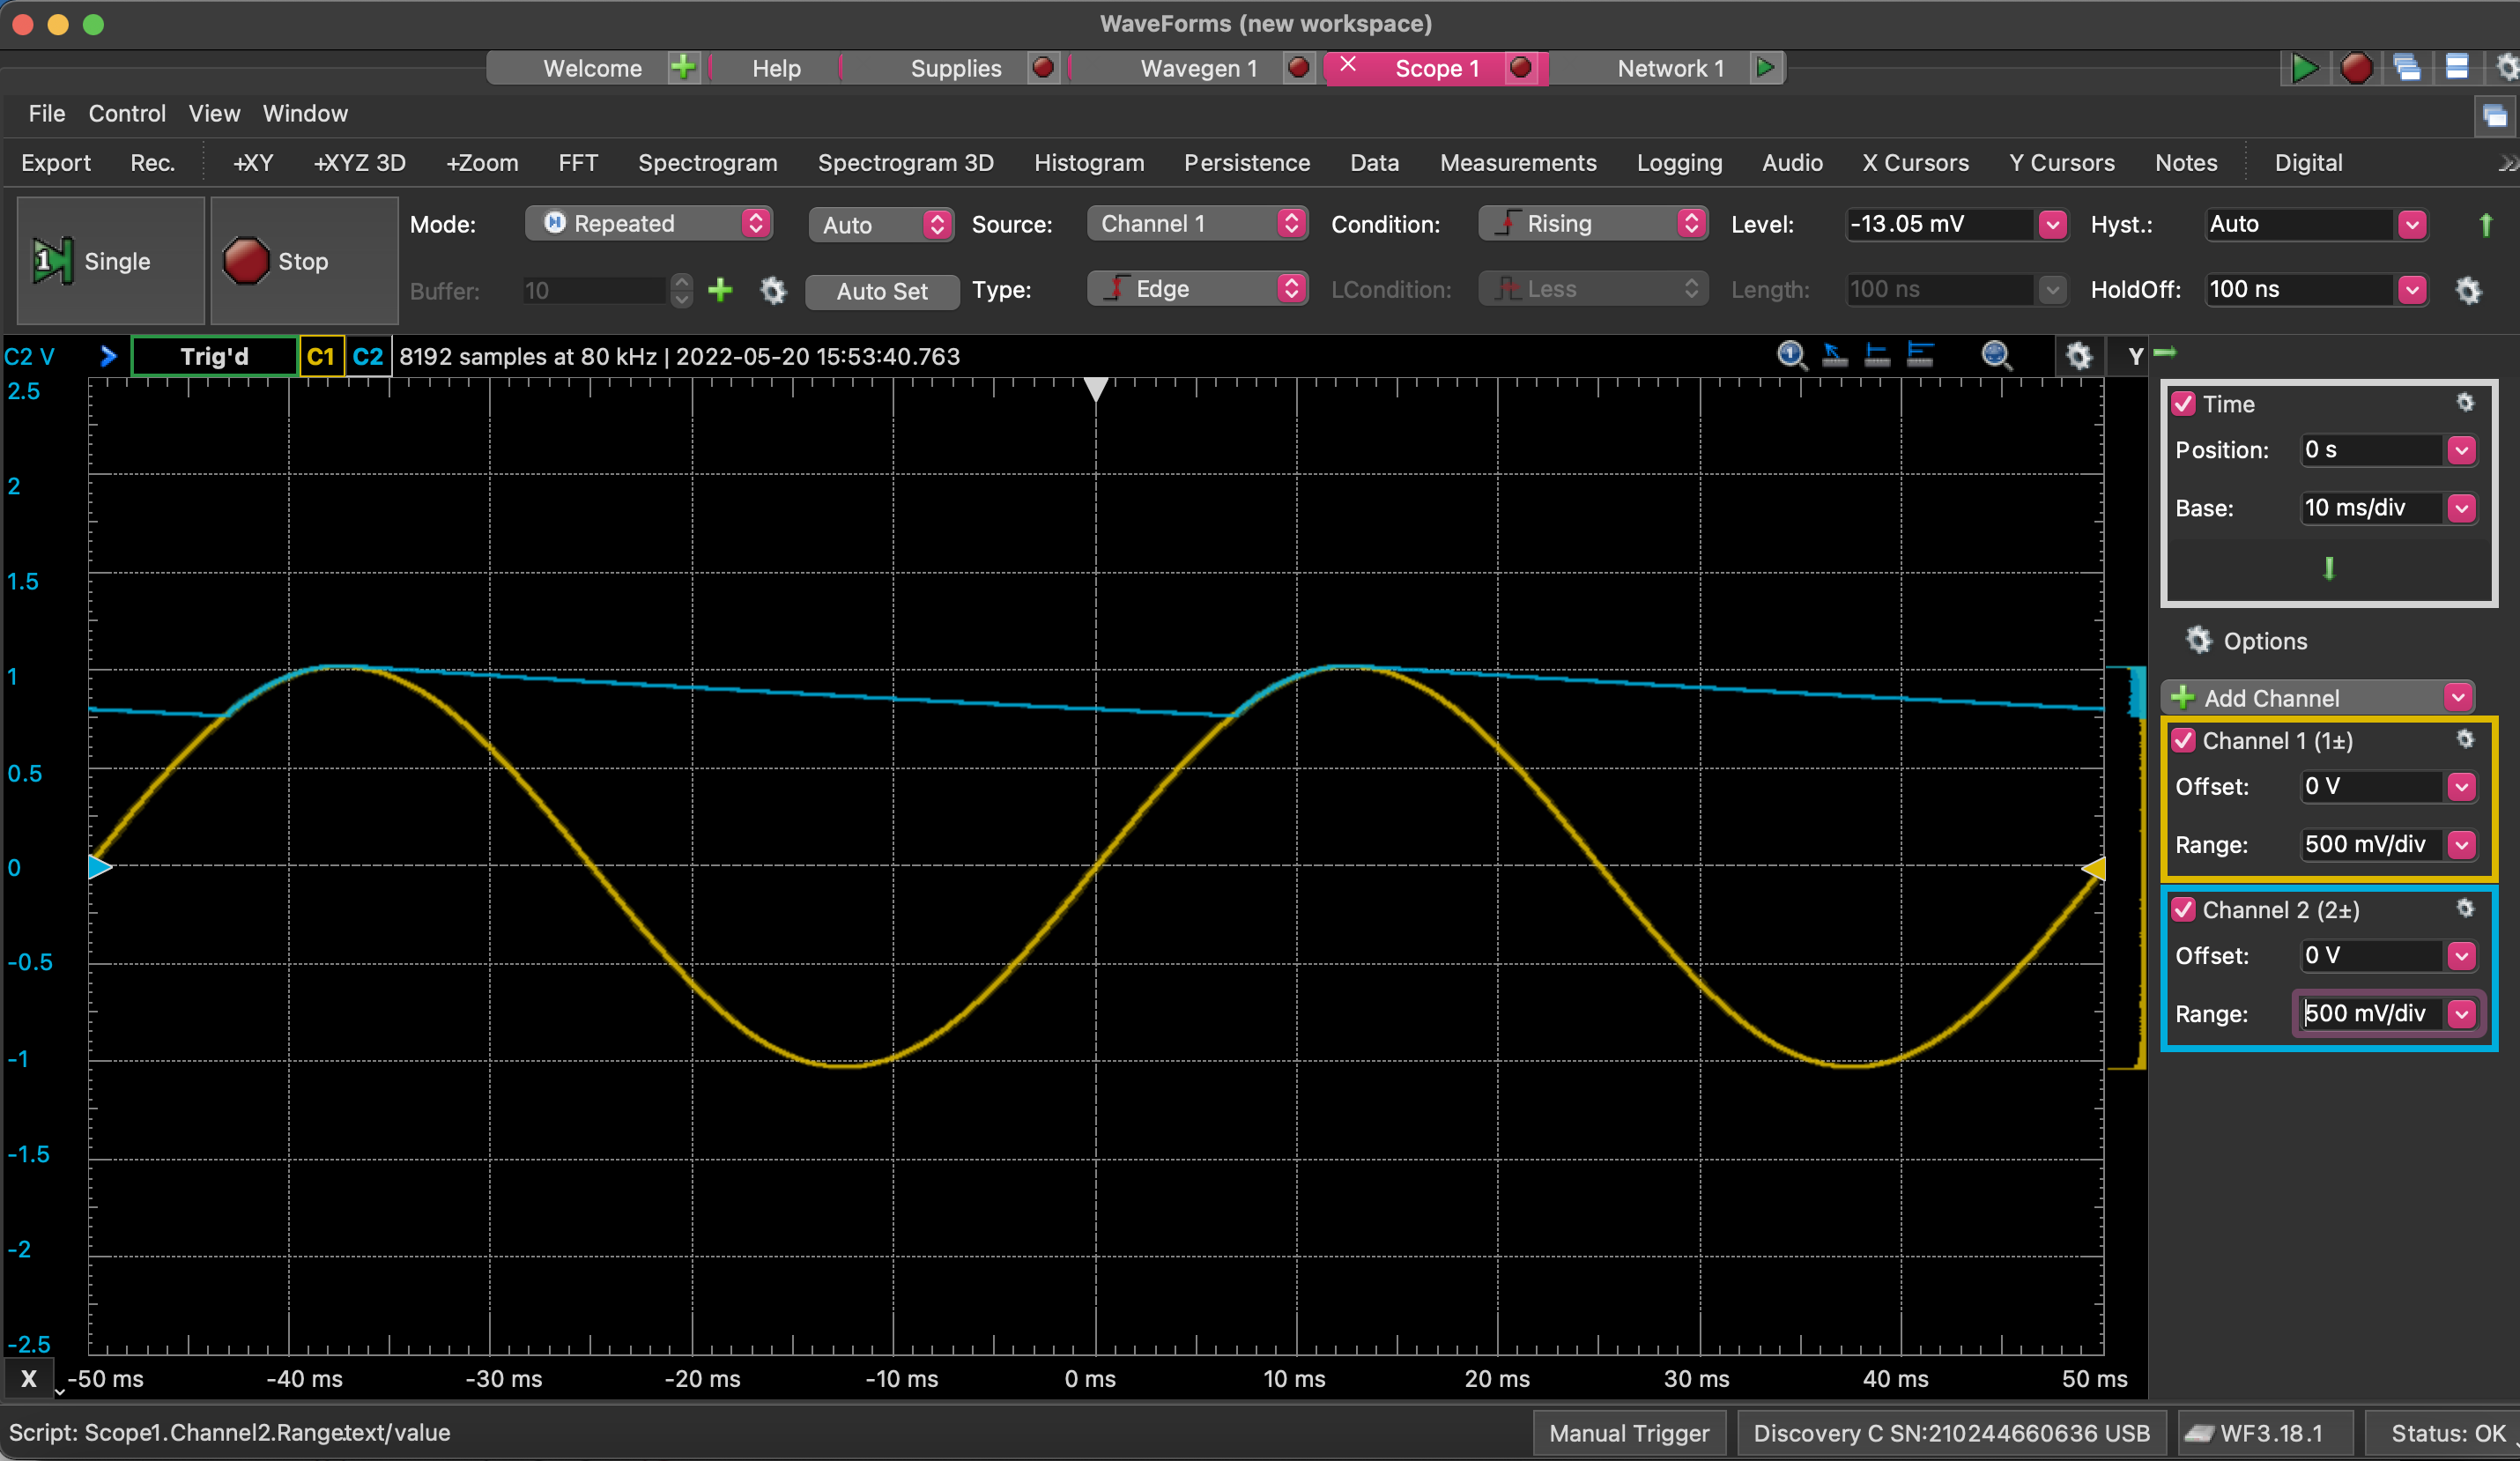 WaveForms (new workspace)
Welcome Help Supplies Wavegen 1 Scope 1 Network 1
File Control View Window
Export Rec. +XY +XYZ 3D +Zoom FFT Spectrogram Spectrogram 3D Histogram Persistence Data Measurements Logging Audio X Cursors Y Cursors Notes Digital
1 Single Stop Mode: Repeated Auto Source: Channel 1 Condition: Rising Level: -13.05 mV Hyst.: Auto
Buffer: 10 Auto Set Type: Edge LCondition: Less Length: 100 ns HoldOff: 100 ns
C2 V Trig'd C1 C2 8192 samples at 80 kHz | 2022-05-20 15:53:40.763 1 Y
2.5
2
1.5
1
0.5
0
-0.5
-1
-1.5
-2
-2.5
X -50 ms -40 ms -30 ms -20 ms -10 ms 0 ms 10 ms 20 ms 30 ms 40 ms 50 ms
Time
Position: 0 s
Base: 10 ms/div
Options
Add Channel
Channel 1 (1±)
Offset: 0 V
Range: 500 mV/div
Channel 2 (2±)
Offset: 0 V
Range: 500 mV/div
Script: Scope1.Channel2.Range.text/value Manual Trigger Discovery C SN:210244660636 USB WF3.18.1 Status: OK